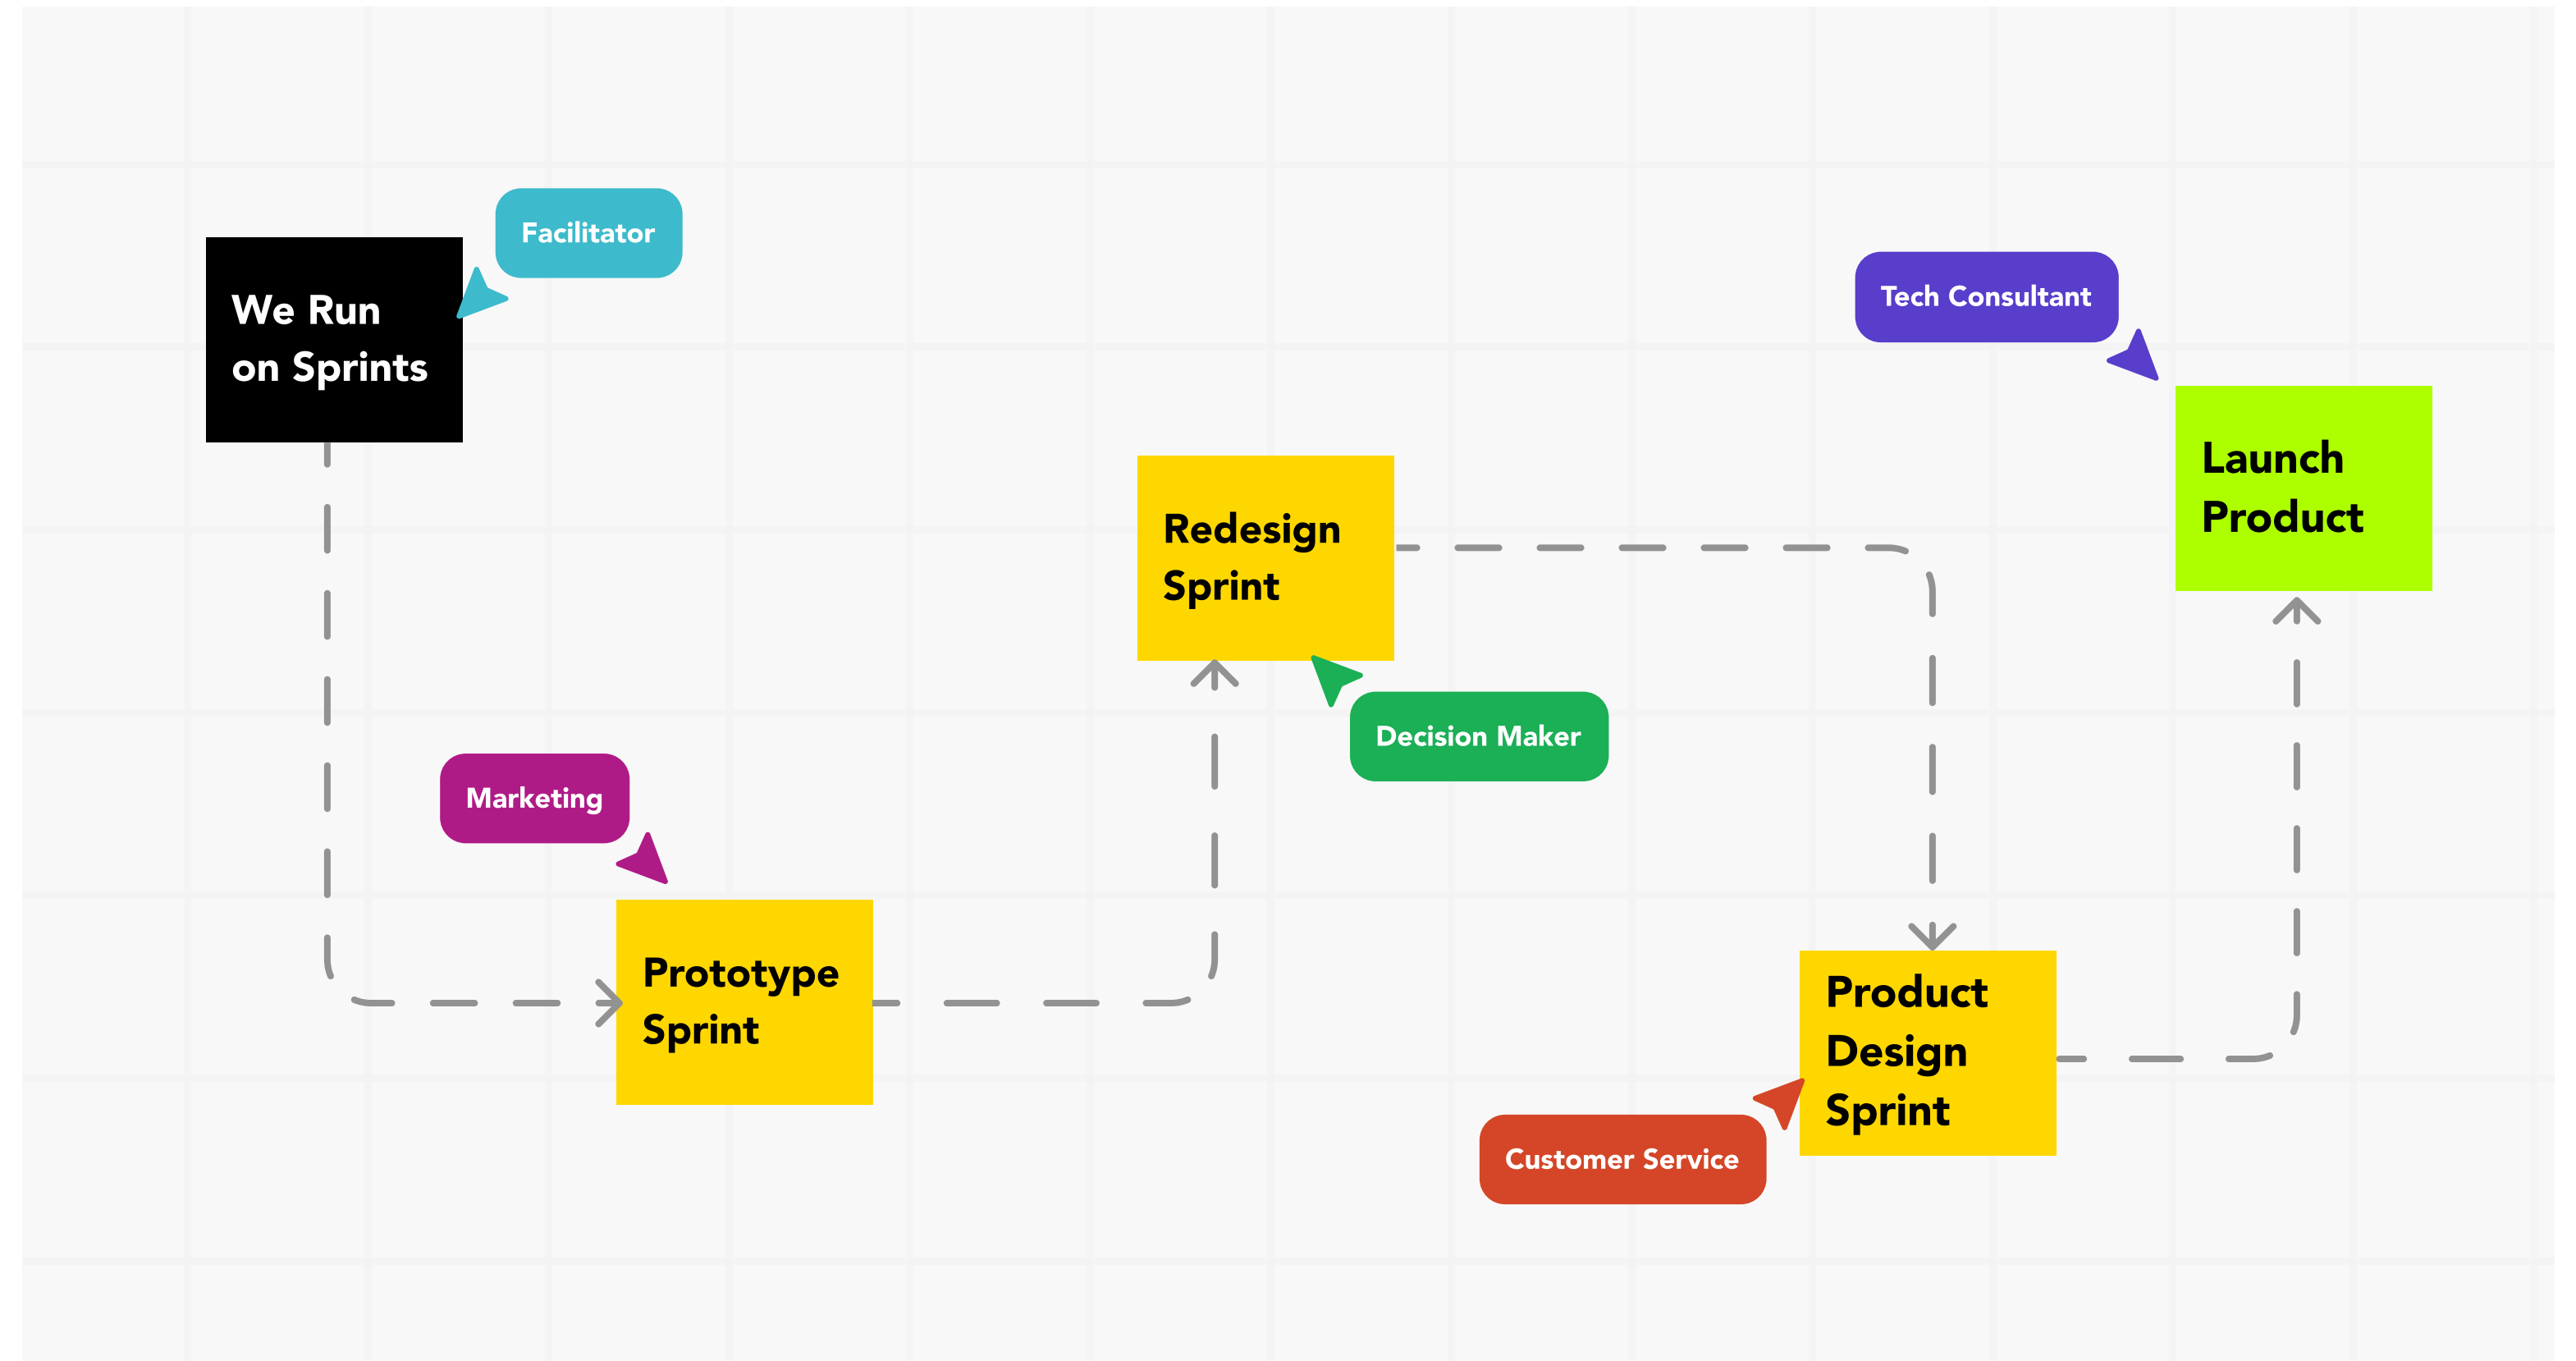 Facilitator
We Run
on Sprints
Marketing
Prototype
Sprint
Redesign
Sprint
Decision Maker
Customer Service
Product
Design
Sprint
Tech Consultant
Launch
Product